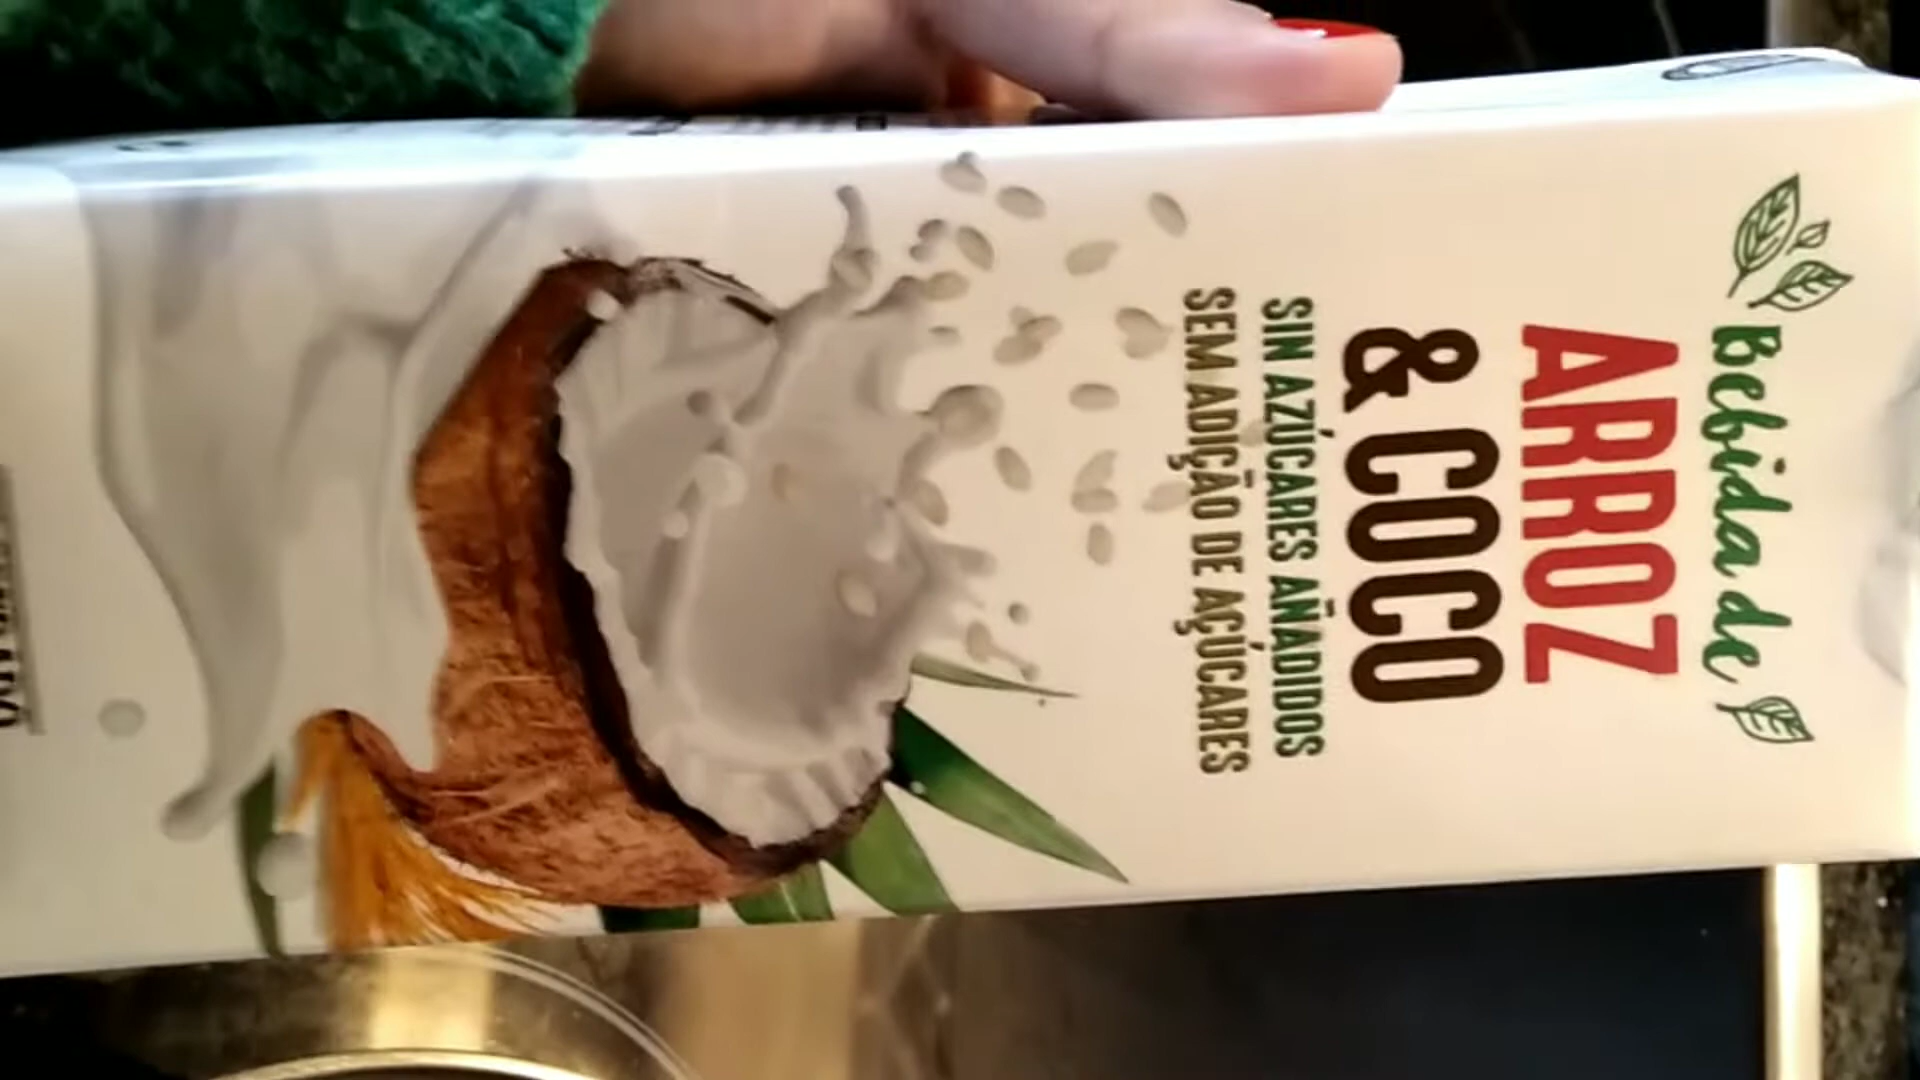 Bebida de
ARROZ
& COCO
SIN AZÚCARES AÑADIDOS
SEM ADIÇÃO DE AÇÚCARES